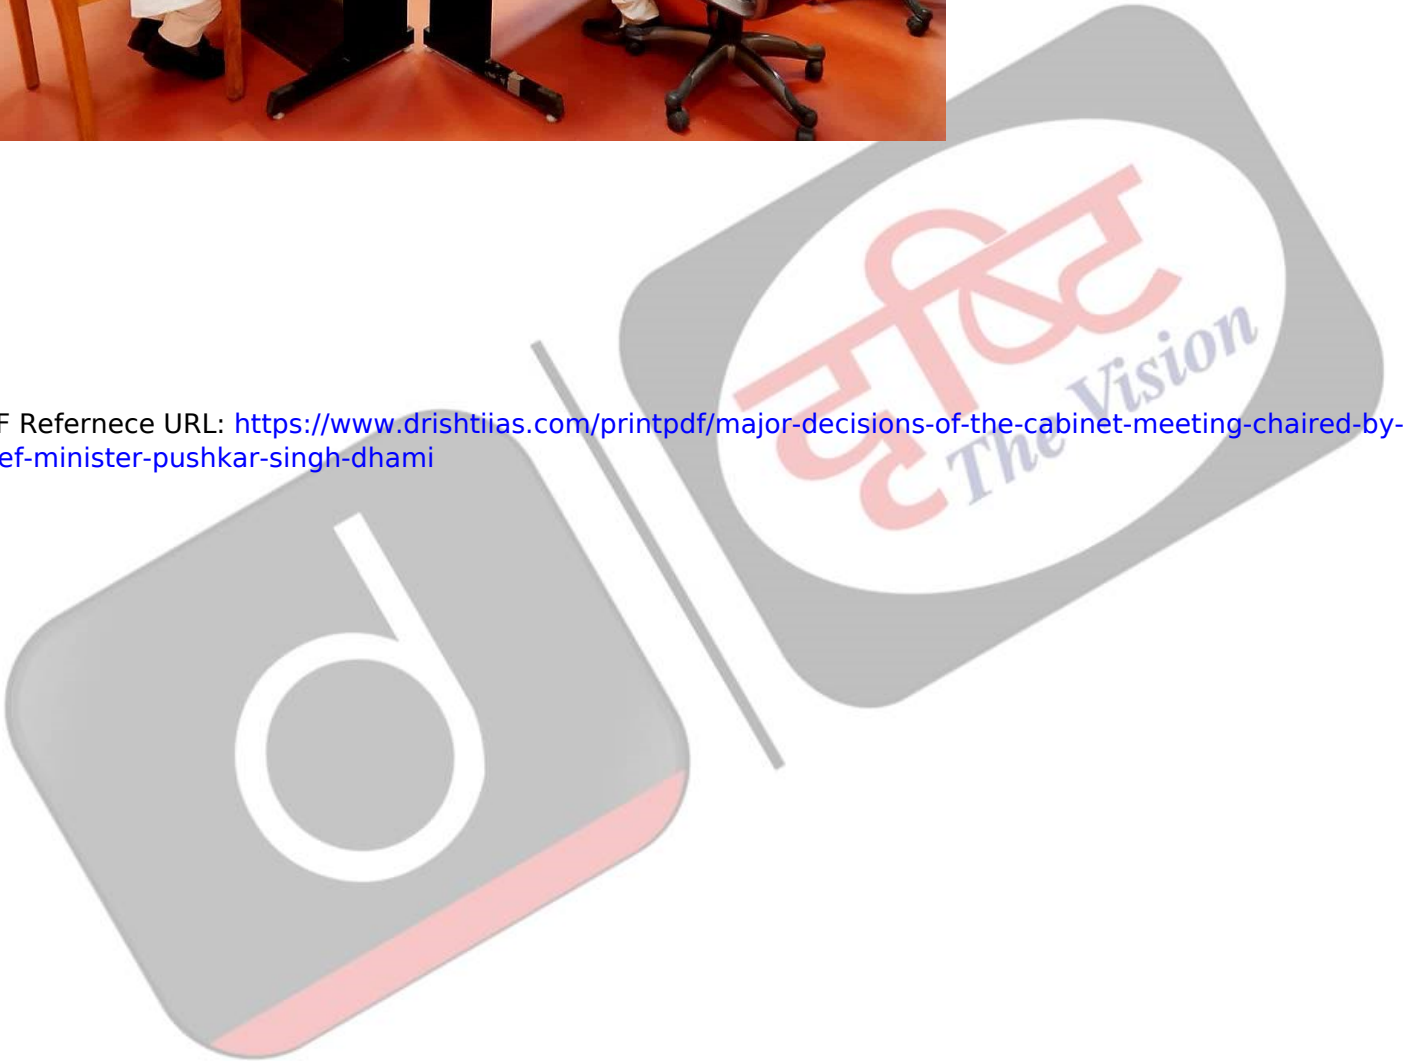 F Refernece URL: https://www.drishtiias.com/printpdf/major-decisions-of-the-cabinet-meeting-chaired-by-
ef-minister-pushkar-singh-dhami
दृष्टि
The Vision
d